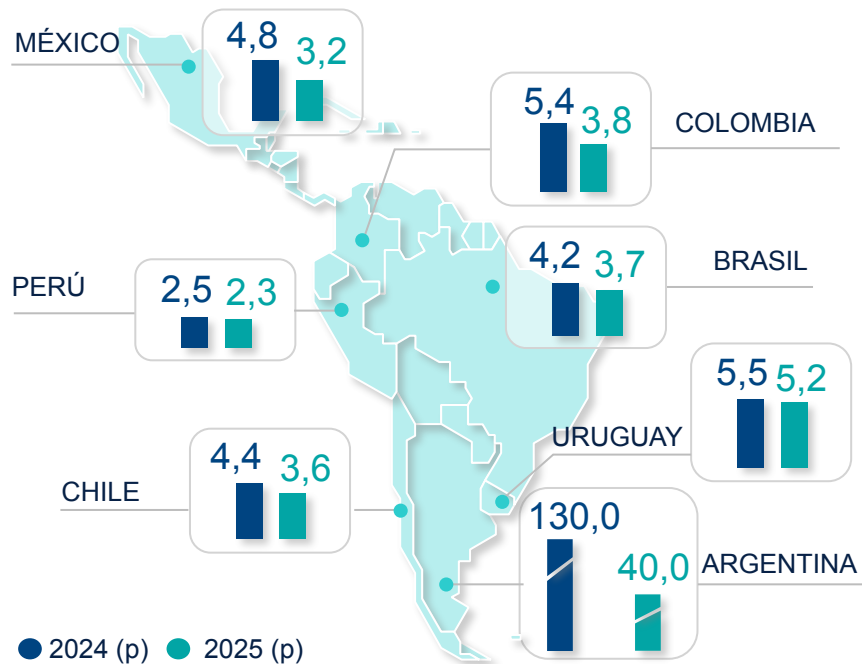 MÉXICO
4,8
3,2
5,4
3,8
COLOMBIA
4,2
3,7
BRASIL
PERÚ
2,5
2,3
5,5
5,2
URUGUAY
4,4
3,6
CHILE
130,0
40,0
ARGENTINA
2024 (p) 2025 (p)